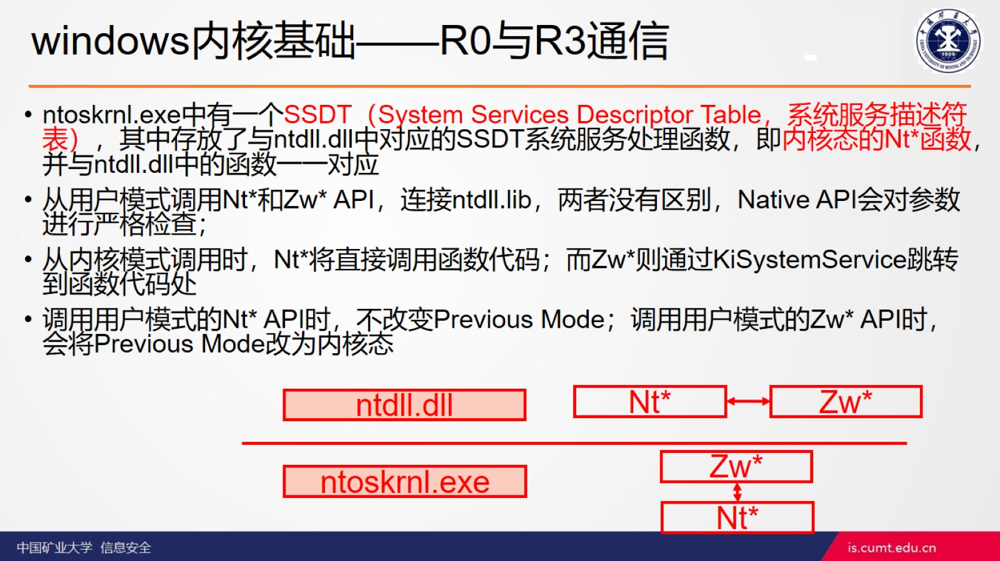 windows内核基础——R0与R3通信
中国矿业大学
CHINA UNIVERSITY OF MINING AND TECHNOLOGY
1909
• ntoskrnl.exe中有一个SSDT（System Services Descriptor Table，系统服务描述符
表），其中存放了与ntdll.dll中对应的SSDT系统服务处理函数，即内核态的Nt*函数，
并与ntdll.dll中的函数一一对应
• 从用户模式调用Nt*和Zw* API，连接ntdll.lib，两者没有区别，Native API会对参数
进行严格检查；
• 从内核模式调用时，Nt*将直接调用函数代码；而Zw*则通过KiSystemService跳转
到函数代码处
• 调用用户模式的Nt* API时，不改变Previous Mode；调用用户模式的Zw* API时，
会将Previous Mode改为内核态
ntdll.dll
Nt*
Zw*
ntoskrnl.exe
Zw*
Nt*
中国矿业大学 信息安全
is.cumt.edu.cn